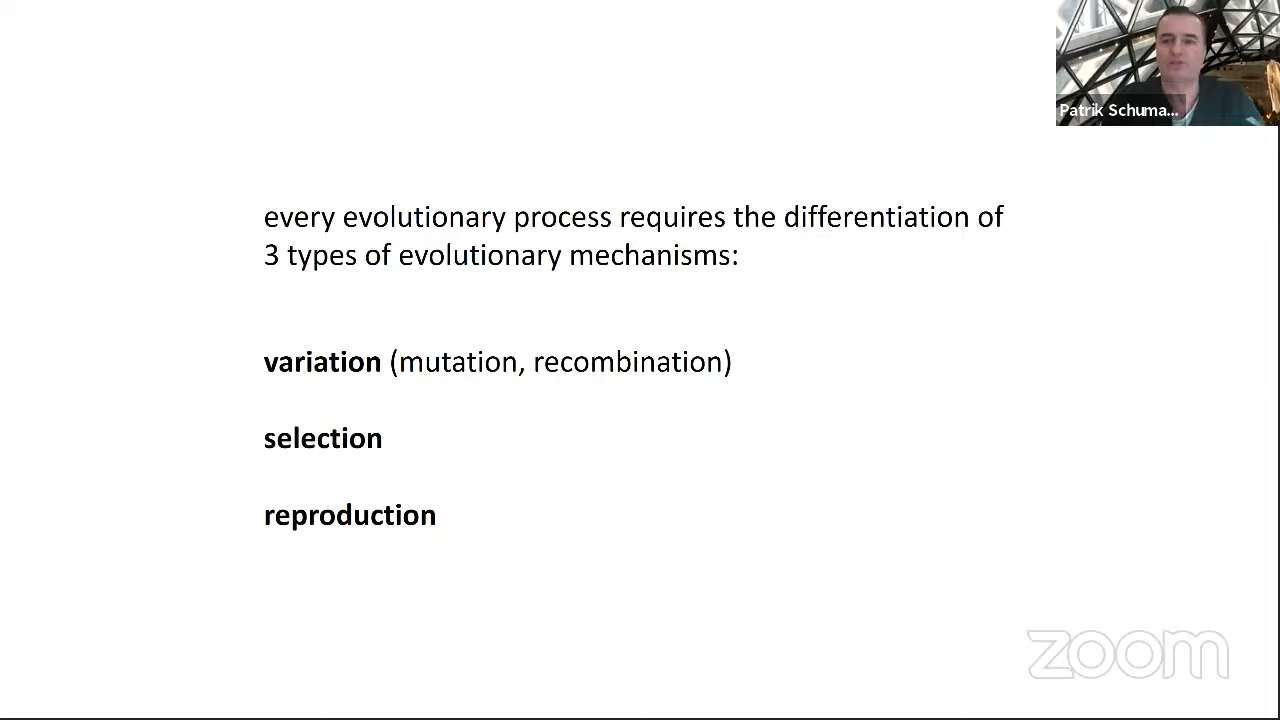 Patrik Schuma...
every evolutionary process requires the differentiation of
3 types of evolutionary mechanisms:
variation (mutation, recombination)
selection
reproduction
zoom